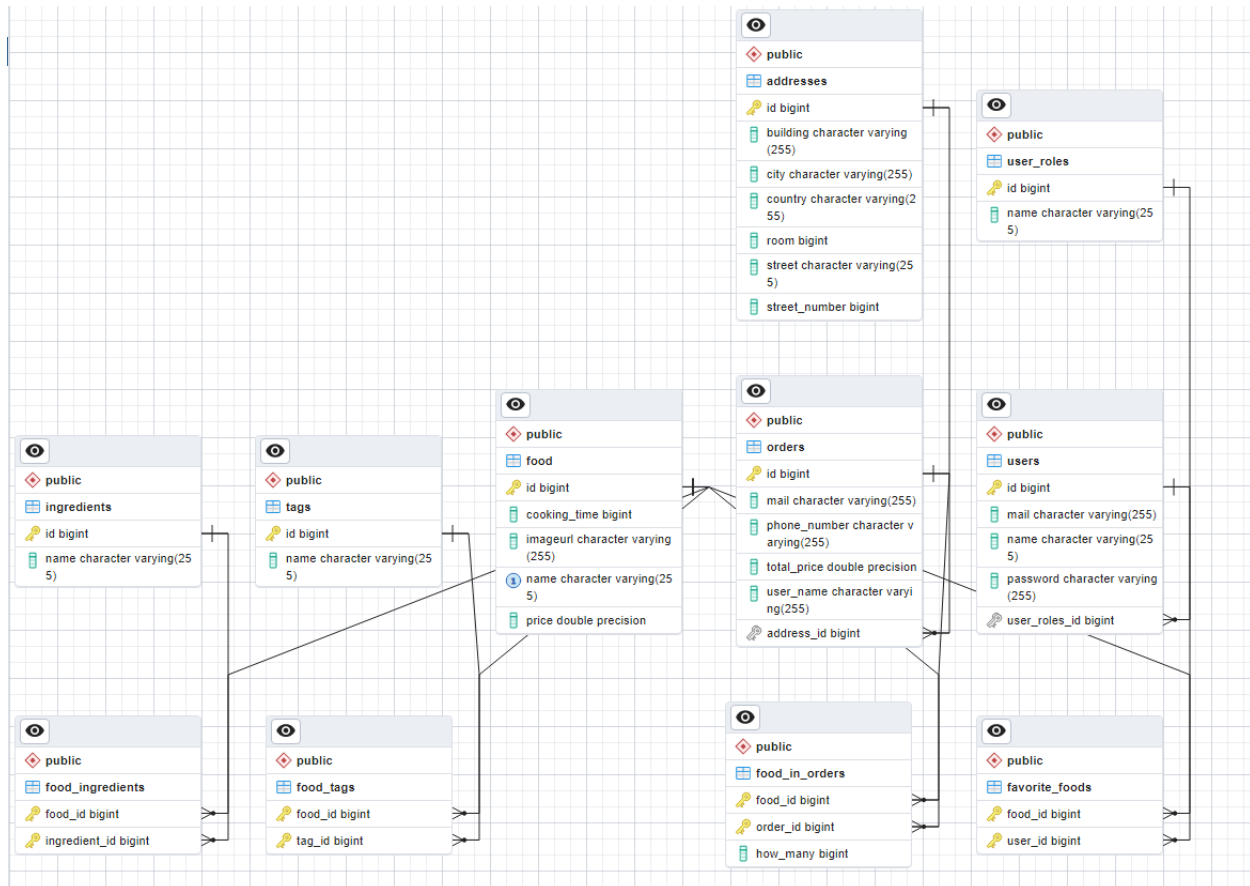 public
addresses
id bigint
building character varying
(255)
city character varying(255)
country character varying(2
55)
room bigint
street character varying(25
5)
street_number bigint
public
user_roles
id bigint
name character varying(25
5)
public
ingredients
id bigint
name character varying(25
5)
public
tags
id bigint
name character varying(25
5)
public
food
id bigint
cooking_time bigint
imageurl character varying
(255)
1 name character varying(25
5)
price double precision
public
orders
id bigint
mail character varying(255)
phone_number character v
arying(255)
total_price double precision
user_name character varyi
ng(255)
address_id bigint
public
users
id bigint
mail character varying(255)
name character varying(25
5)
password character varying
(255)
user_roles_id bigint
public
food_ingredients
food_id bigint
ingredient_id bigint
public
food_tags
food_id bigint
tag_id bigint
public
food_in_orders
food_id bigint
order_id bigint
how_many bigint
public
favorite_foods
food_id bigint
user_id bigint